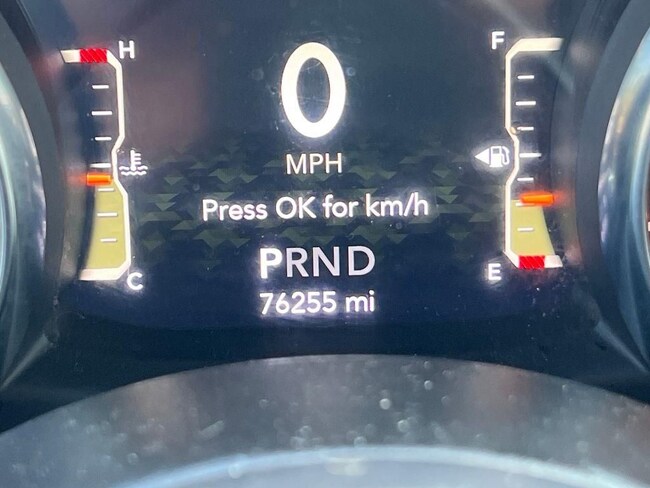 H
F
0
MPH
Press OK for km/h
PRND
C
E
76255 mi